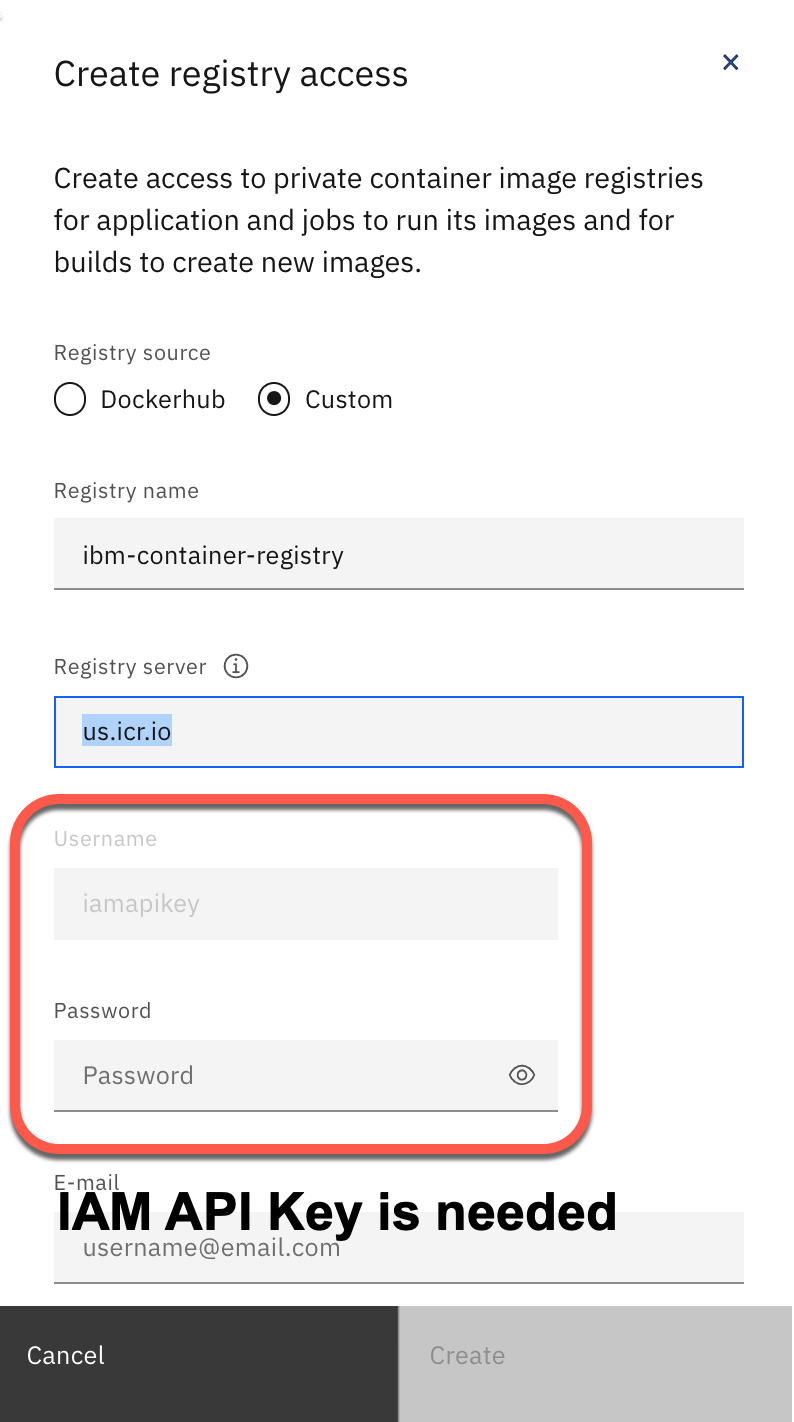 Create registry access
Create access to private container image registries
for application and jobs to run its images and for
builds to create new images.
Registry source
Dockerhub Custom
Registry name
ibm-container-registry
Registry server
us.icr.io
Username
iamapikey
Password
Password
E-mail
IAM API Key is needed
username@email.com
Cancel Create